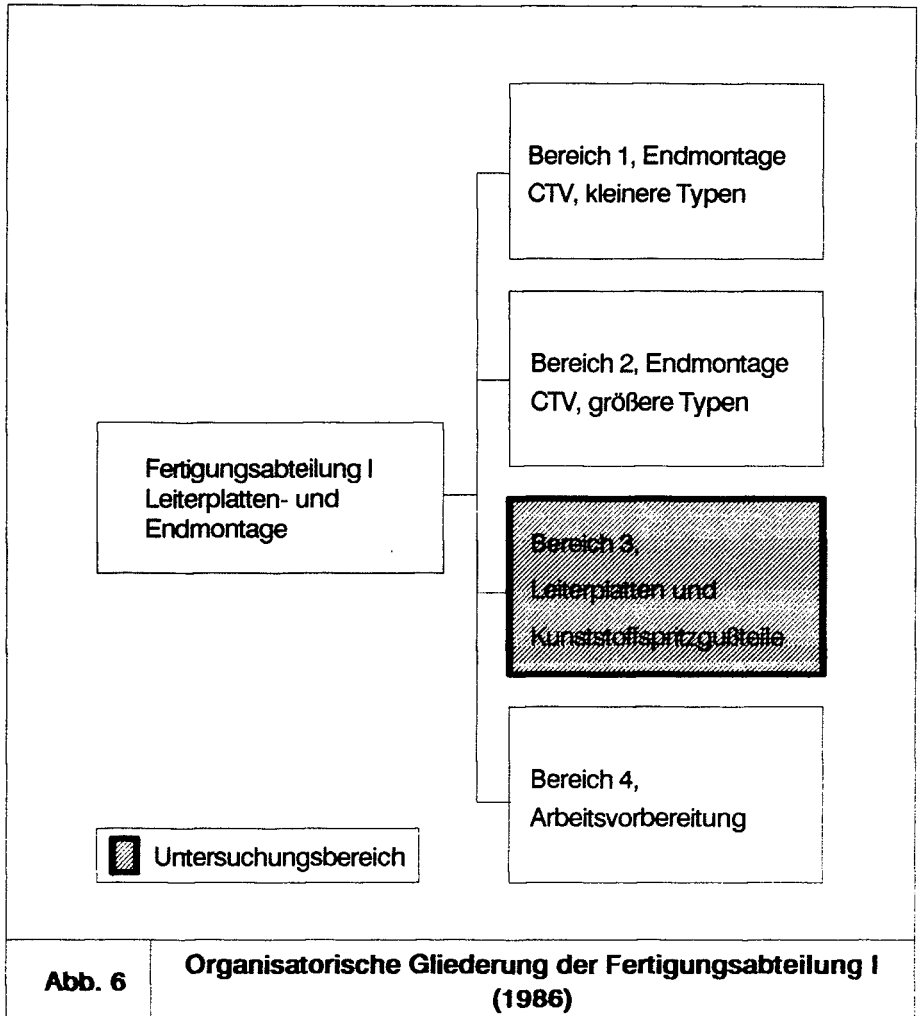 Bereich 1, Endmontage
CTV, kleinere Typen
Bereich 2, Endmontage
CTV, größere Typen
Fertigungsabteilung I
Leiterplatten- und
Endmontage
Bereich 3,
Leiterplatten und
Kunststoffspritzgußteile
Bereich 4,
Arbeitsvorbereitung
Untersuchungsbereich
Abb. 6
Organisatorische Gliederung der Fertigungsabteilung I
(1986)